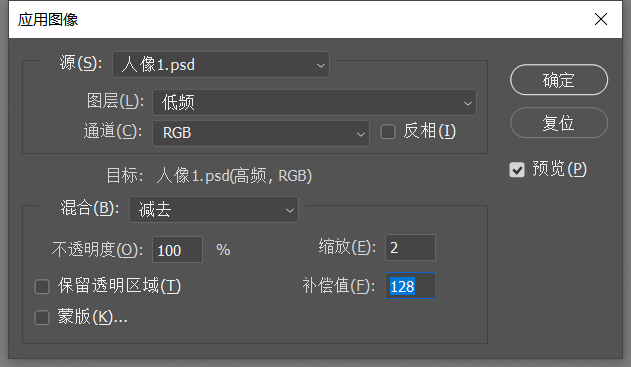 应用图像
源(S): 人像1.psd
图层(L): 低频
通道(C): RGB 反相(I)
确定
复位
预览(P)
目标: 人像1.psd(高频, RGB)
混合(B): 减去
不透明度(O): 100 % 缩放(E): 2
保留透明区域(T) 补偿值(F): 128
蒙版(K)...